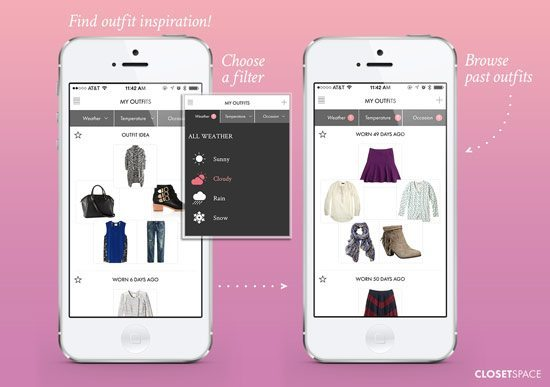 Find outfit inspiration!
Choose
a filter
Browse
past outfits
AT&T
11:42 AM
MY OUTFITS
Weather
Temperature
Occasion
OUTFIT IDEA
WORN 6 DAYS AGO
MY OUTFITS
Weather
Temperature
Occasion
ALL WEATHER
Sunny
Cloudy
Rain
Snow
AT&T
11:42 AM
MY OUTFITS
Weather
Temperature
Occasion
WORN 49 DAYS AGO
WORN 50 DAYS AGO
CLOSETSPACE